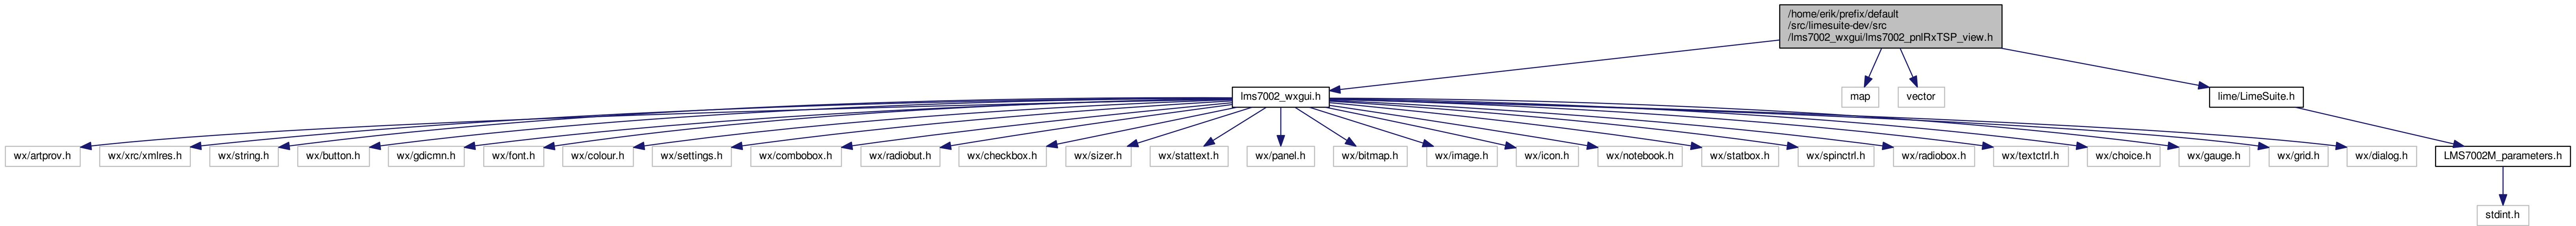 /home/erik/prefix/default
/src/limesuite-dev/src
/lms7002_wxgui/lms7002_pnlRxTSP_view.h
lms7002_wxgui.h
map
vector
lime/LimeSuite.h
wx/artprov.h
wx/xrc/xmlres.h
wx/string.h
wx/button.h
wx/gdicmn.h
wx/font.h
wx/colour.h
wx/settings.h
wx/combobox.h
wx/radiobut.h
wx/checkbox.h
wx/sizer.h
wx/stattext.h
wx/panel.h
wx/bitmap.h
wx/image.h
wx/icon.h
wx/notebook.h
wx/statbox.h
wx/spinctrl.h
wx/radiobox.h
wx/textctrl.h
wx/choice.h
wx/gauge.h
wx/grid.h
wx/dialog.h
LMS7002M_parameters.h
stdint.h